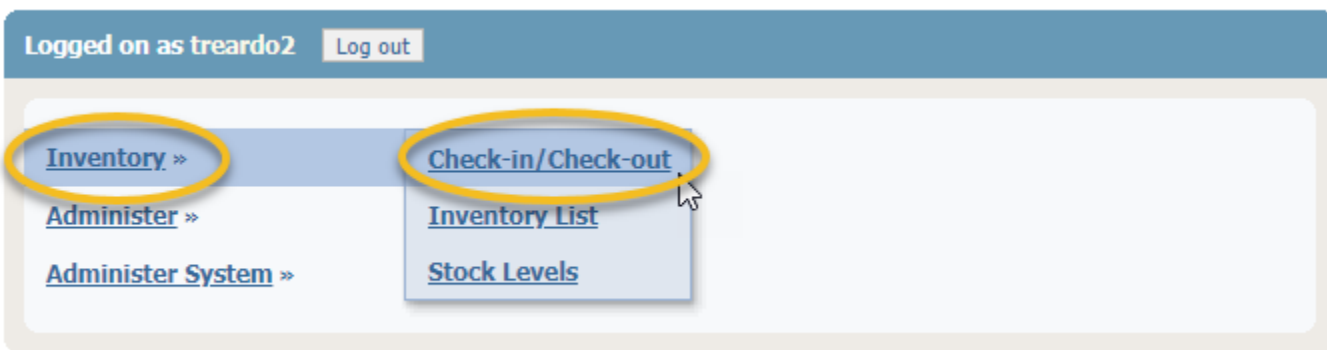 Logged on as treardo2 Log out
Inventory » Check-in/Check-out
Administer » Inventory List
Administer System » Stock Levels